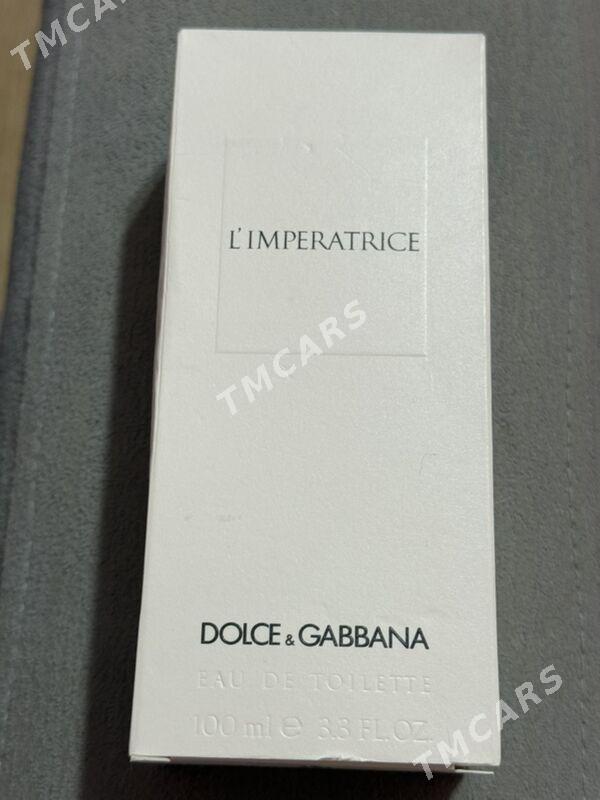 TMCARS
L'IMPERATRICE
TMCARS
DOLCE & GABBANA
EAU DE TOILETTE
100 ml ℮ 3.3 FL.OZ.
TMCARS